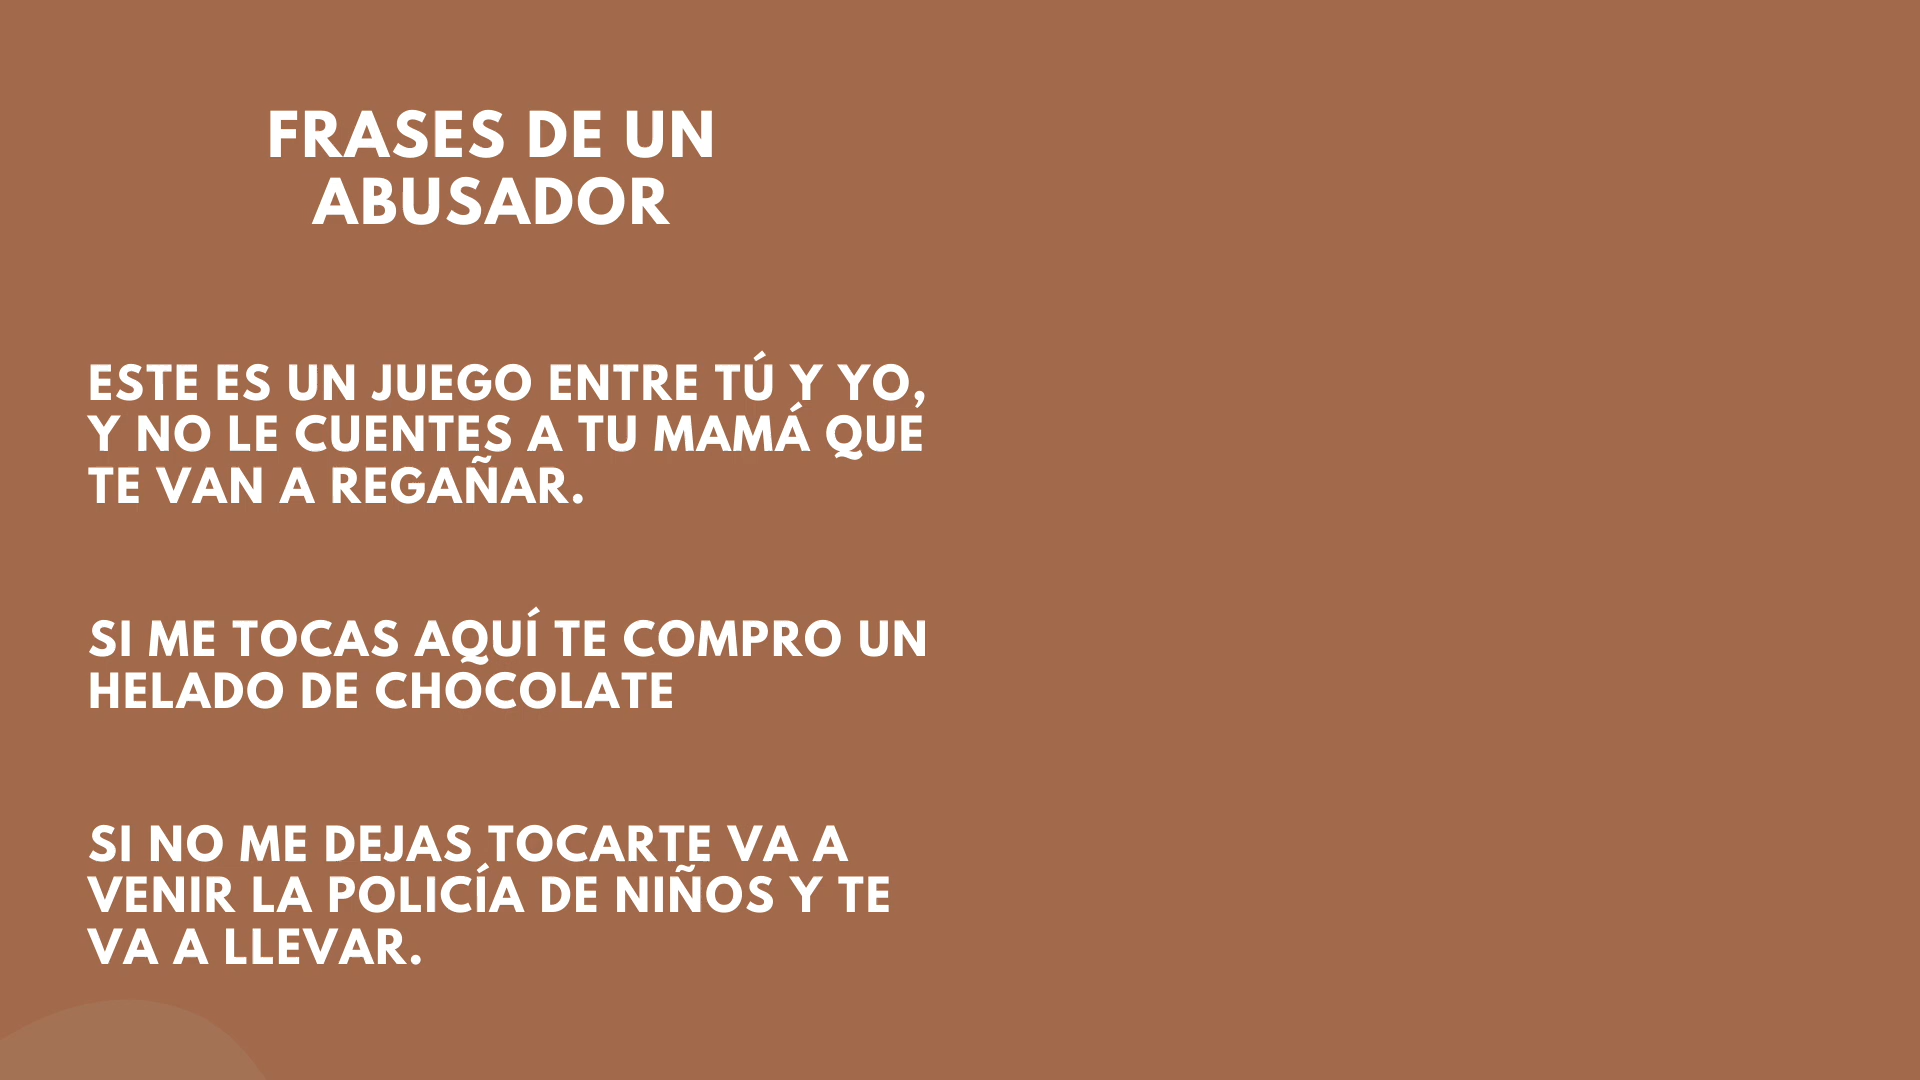 FRASES DE UN
ABUSADOR
ESTE ES UN JUEGO ENTRE TÚ Y YO,
Y NO LE CUENTES A TU MAMÁ QUE
TE VAN A REGAÑAR.
SI ME TOCAS AQUÍ TE COMPRO UN
HELADO DE CHOCOLATE
SI NO ME DEJAS TOCARTE VA A
VENIR LA POLICÍA DE NIÑOS Y TE
VA A LLEVAR.